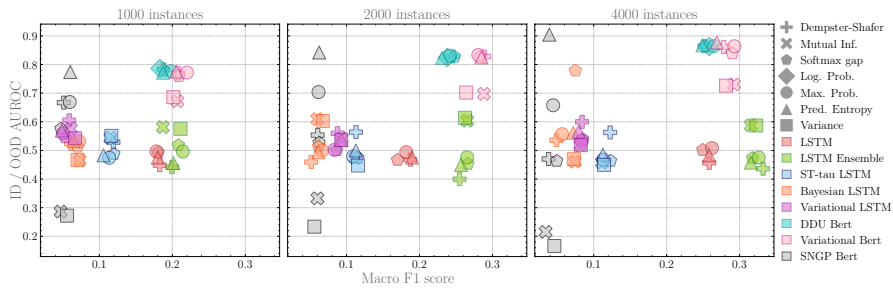 1000 instances
2000 instances
4000 instances
ID / OOD AUROC
0.9
0.8
0.7
0.6
0.5
0.4
0.3
0.2
0.1
0.2
0.3
0.1
0.2
0.3
0.1
0.2
0.3
Macro F1 score
Dempster-Shafer
Mutual Inf.
Softmax gap
Log. Prob.
Max. Prob.
Pred. Entropy
Variance
LSTM
LSTM Ensemble
ST-tau LSTM
Bayesian LSTM
Variational LSTM
DDU Bert
Variational Bert
SNGP Bert